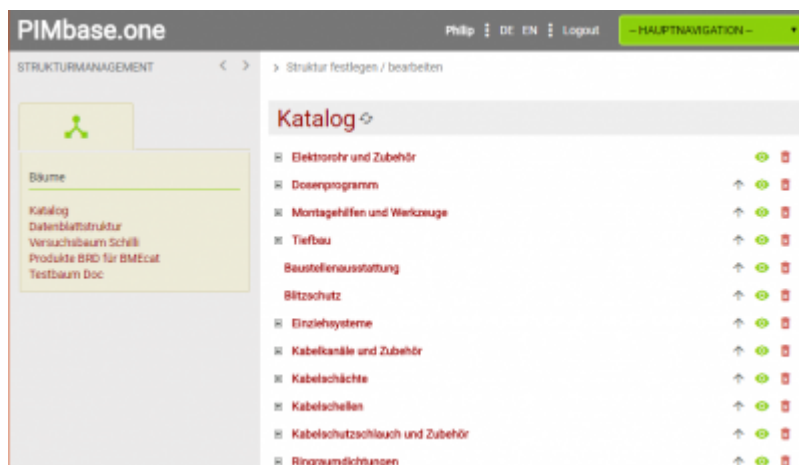 PIMbase.one
Philip DE EN Logout
– HAUPTNAVIGATION –
STRUKTURMANAGEMENT
Struktur festlegen / bearbeiten
Bäume
Katalog
Datenblattstruktur
Versuchsbaum Schilli
Produkte BRD für BMEcat
Testbaum Doc
Katalog
Elektrorohr und Zubehör
Dosenprogramm
Montagehilfen und Werkzeuge
Tiefbau
Baustellenausstattung
Blitzschutz
Einziehsysteme
Kabelkanäle und Zubehör
Kabelschächte
Kabelschellen
Kabelschutzschlauch und Zubehör
Ringraumdichtungen